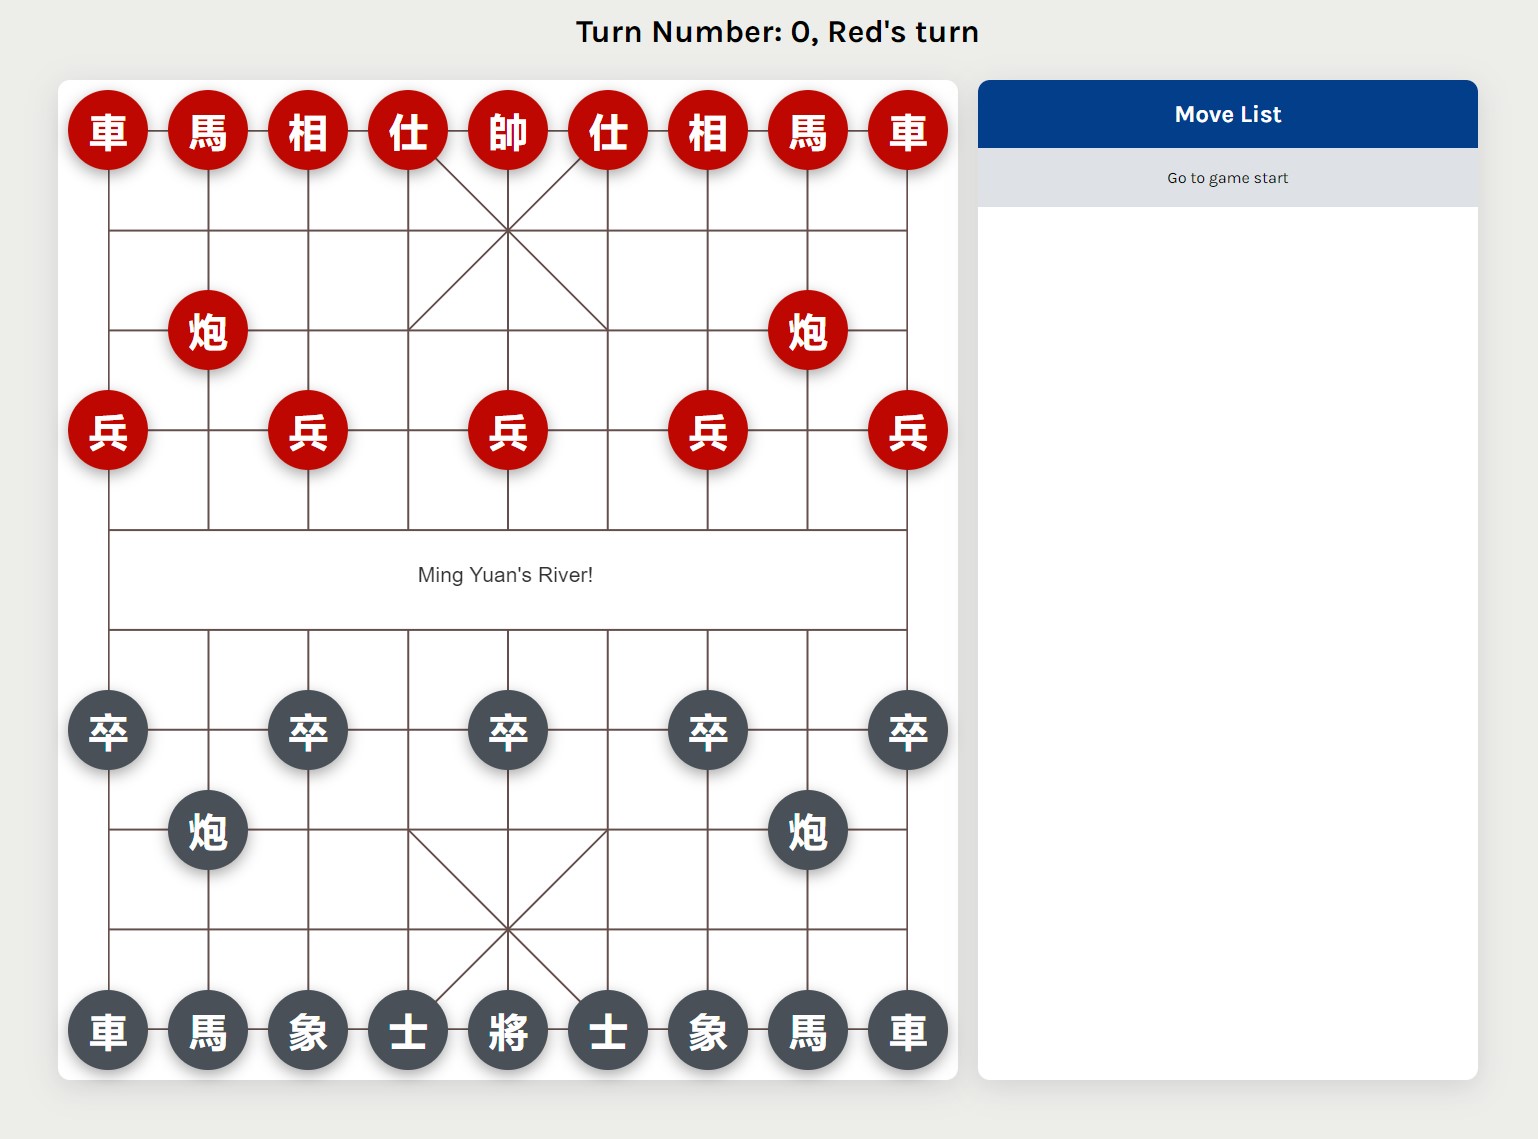 Turn Number: 0, Red's turn
車 馬 相 仕 帥 仕 相 馬 車
炮 炮
兵 兵 兵 兵 兵
Ming Yuan's River!
卒 卒 卒 卒 卒
炮 炮
車 馬 象 士 將 士 象 馬 車
Move List
Go to game start